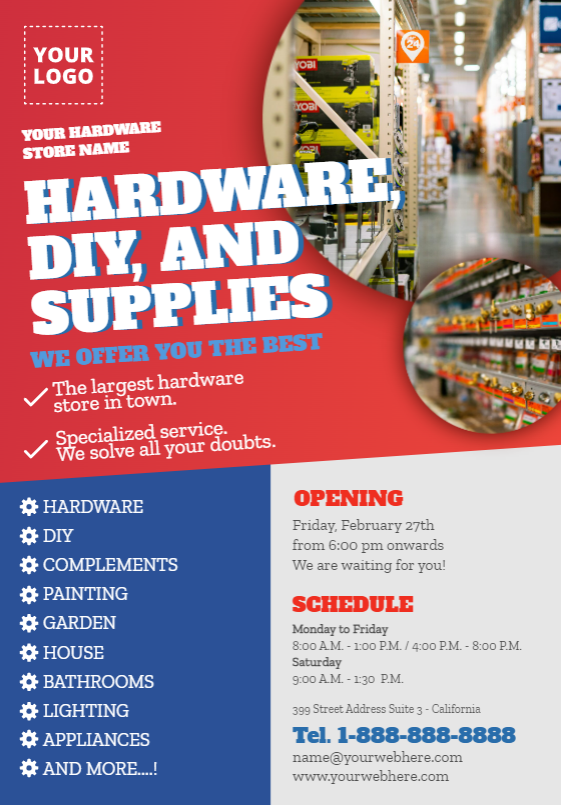 YOUR
LOGO
YOUR HARDWARE
STORE NAME
24
RYOBI
HARDWARE,
DIY, AND
SUPPLIES
WE OFFER YOU THE BEST
The largest hardware
store in town.
Specialized service.
We solve all your doubts.
HARDWARE
DIY
COMPLEMENTS
PAINTING
GARDEN
HOUSE
BATHROOMS
LIGHTING
APPLIANCES
AND MORE....!
OPENING
Friday, February 27th
from 6:00 pm onwards
We are waiting for you!
SCHEDULE
Monday to Friday
8:00 A.M. - 1:00 P.M. / 4:00 P.M. - 8:00 P.M.
Saturday
9:00 A.M. - 1:30 P.M.
399 Street Address Suite 3 - California
Tel. 1-888-888-8888
name@yourwebhere.com
www.yourwebhere.com